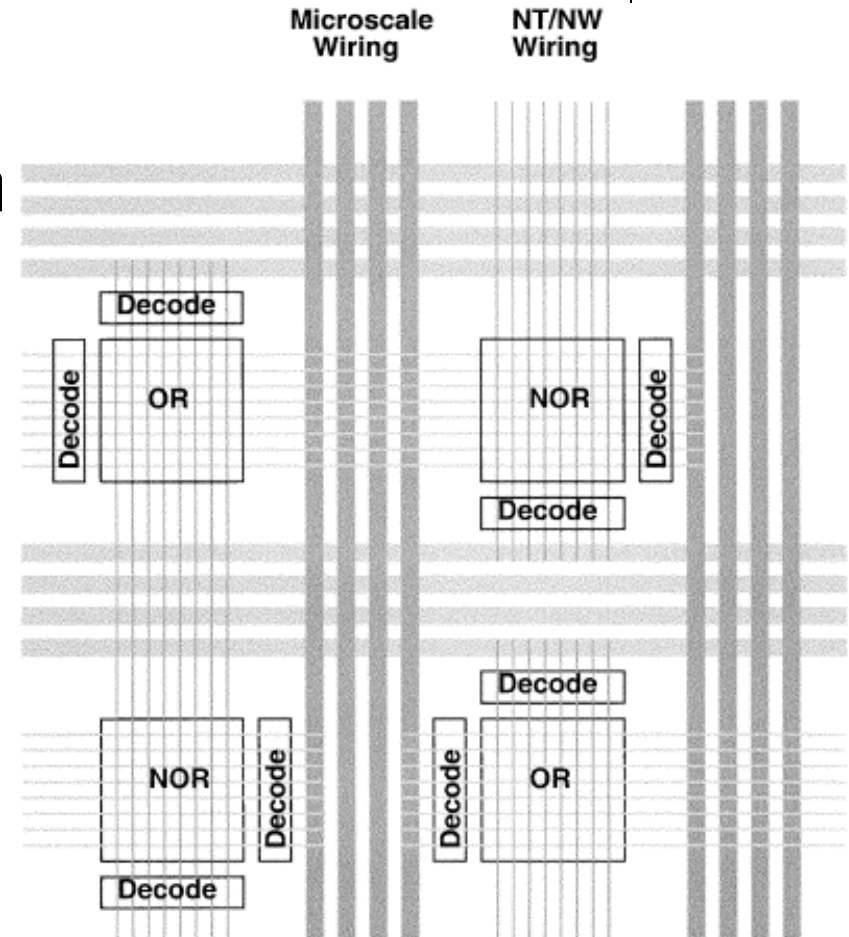 Microscale
Wiring
NT/NW
Wiring
Decode
Decode
OR
NOR
Decode
Decode
Decode
NOR
Decode
Decode
OR
Decode